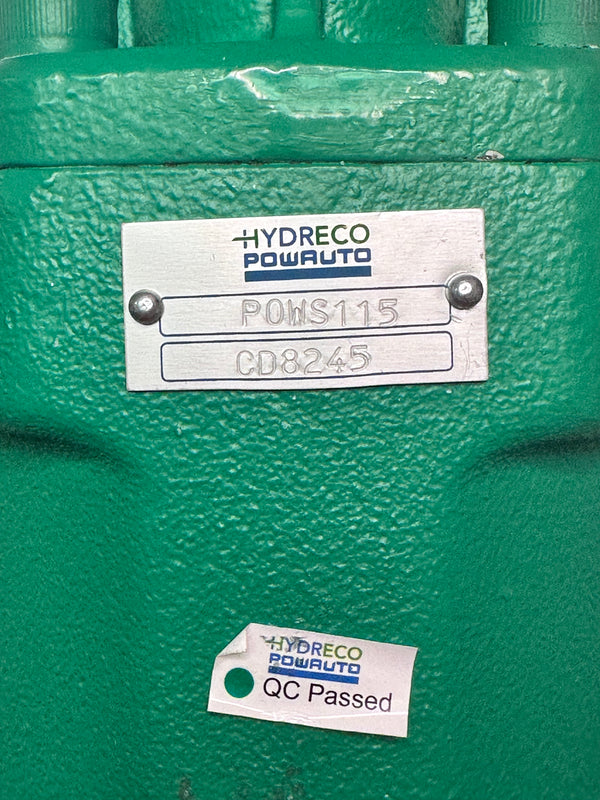 HYDRECO
POWAUTO
POWS115
CD8245
HYDRECO
POWAUTO
QC Passed